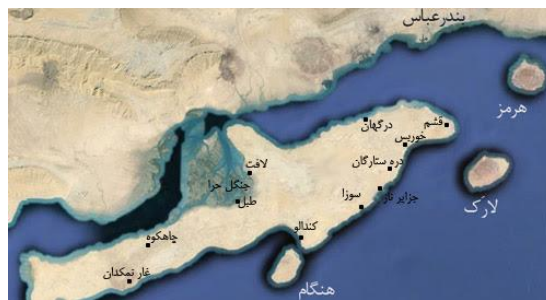 بندرعباس
هرمز
قشم
درگهان
خوربس
دره ستارگان
لافت
جنگل حرا
طبل
جزایر ناز
لارک
سوزا
کندالو
چاهکوه
غار نمکدان
هنگام